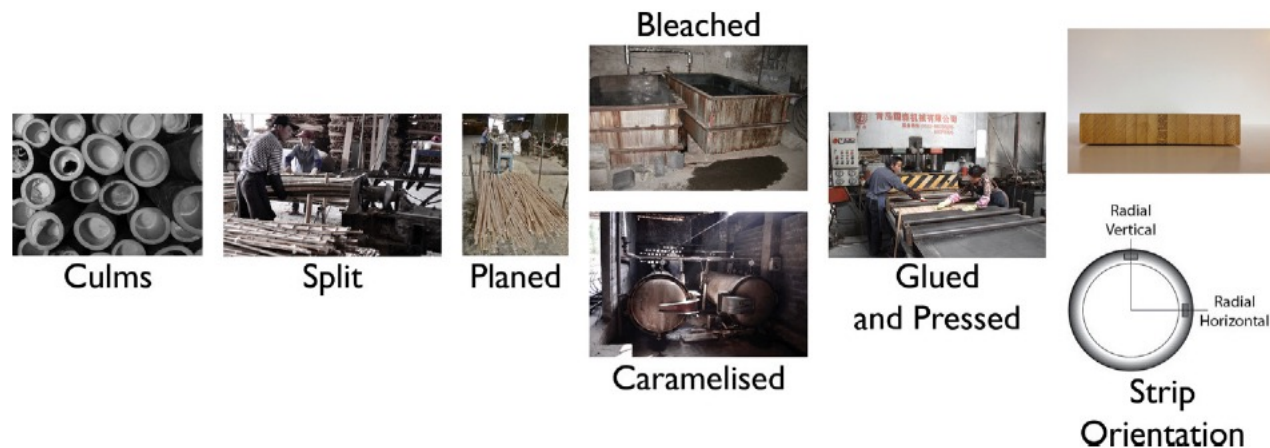 Culms
Split
Planed
Bleached
Caramelised
Glued
and Pressed
Radial
Vertical
Radial
Horizontal
Strip
Orientation